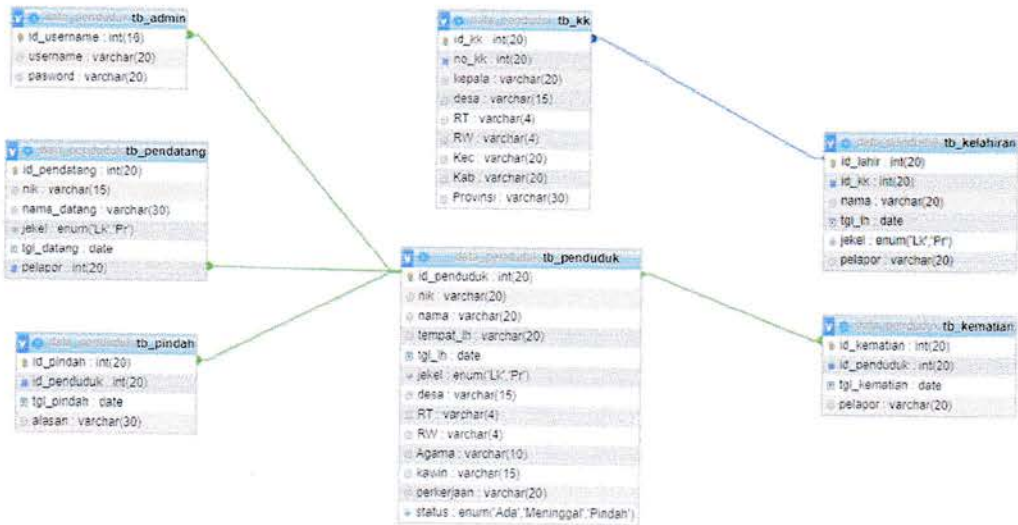 data_penduduk tb_admin
id_username : int(16)
username : varchar(20)
pasword : varchar(20)
data_penduduk tb_kk
id_kk : int(20)
no_kk : int(20)
kepala : varchar(20)
desa : varchar(15)
RT : varchar(4)
RW : varchar(4)
Kec : varchar(20)
Kab : varchar(20)
Provinsi : varchar(30)
data_penduduk tb_pendatang
id_pendatang : int(20)
nik : varchar(15)
nama_datang : varchar(30)
jekel : enum('Lk','Pr')
tgl_datang : date
pelapor : int(20)
data_penduduk tb_kelahiran
id_lahir : int(20)
id_kk : int(20)
nama : varchar(20)
tgl_lh : date
jekel : enum('Lk','Pr')
pelapor : varchar(20)
data_penduduk tb_penduduk
id_penduduk : int(20)
nik : varchar(20)
nama : varchar(20)
tempat_lh : varchar(20)
tgl_lh : date
jekel : enum('Lk','Pr')
desa : varchar(15)
RT : varchar(4)
RW : varchar(4)
Agama : varchar(10)
kawin : varchar(15)
perkerjaan : varchar(20)
status : enum('Ada','Meninggal','Pindah')
data_penduduk tb_pindah
id_pindah : int(20)
id_penduduk : int(20)
tgl_pindah : date
alasan : varchar(30)
data_penduduk tb_kematian
id_kematian : int(20)
id_penduduk : int(20)
tgl_kematian : date
pelapor : varchar(20)